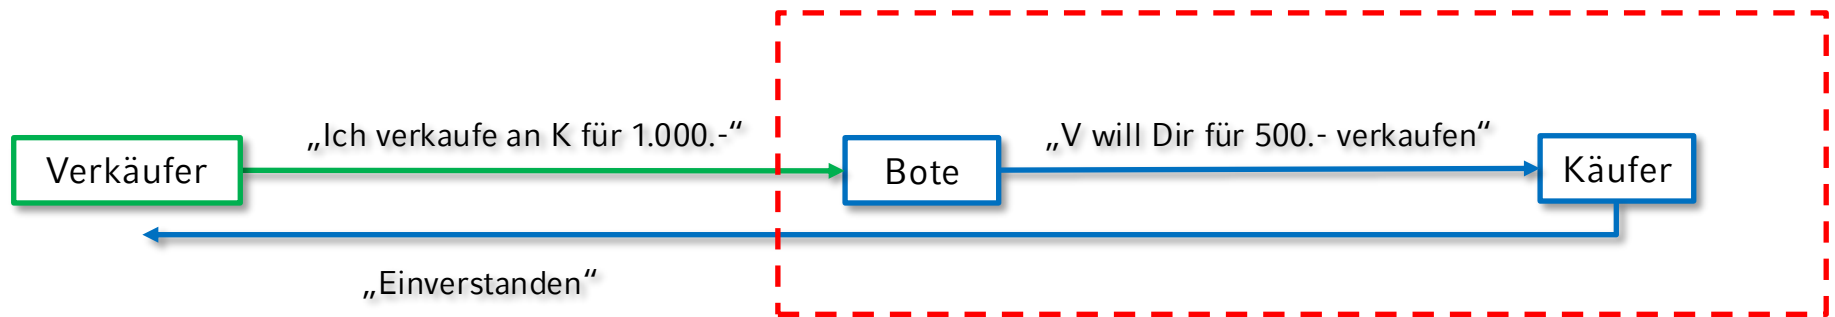 „Ich verkaufe an K für 1.000.-“
„V will Dir für 500.- verkaufen“
Verkäufer
Bote
Käufer
„Einverstanden“